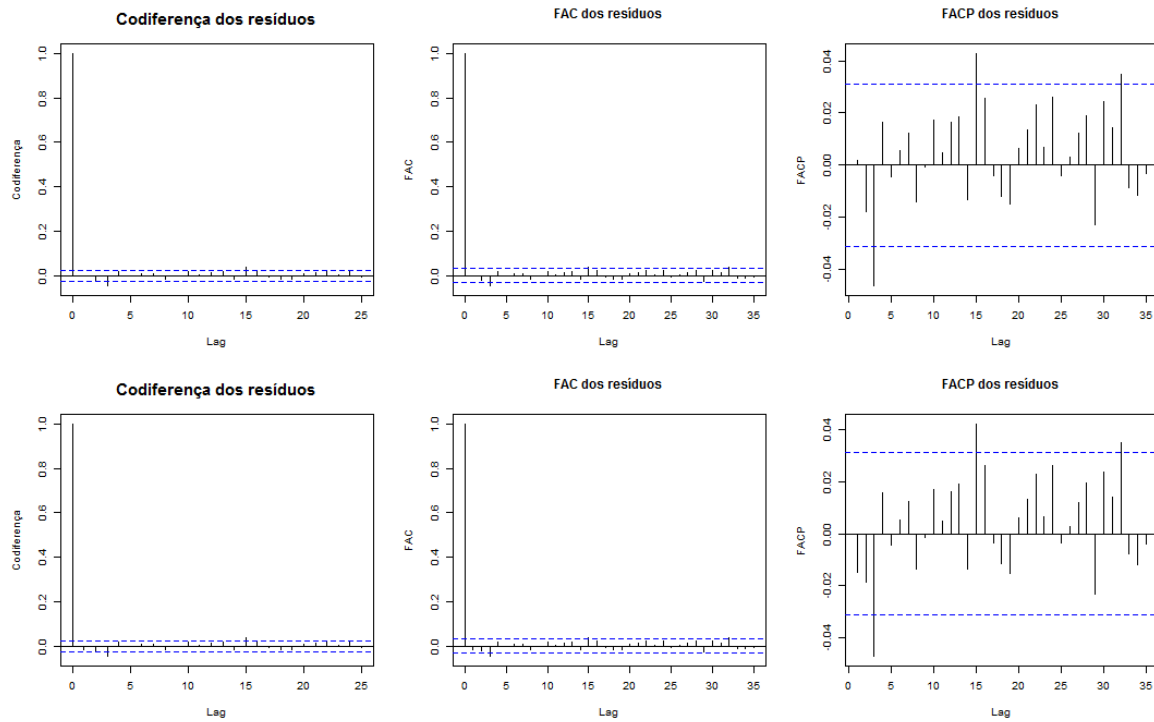 Codiferença dos resíduos
Codiferença
0.0 0.2 0.4 0.6 0.8 1.0
0 5 10 15 20 25
Lag
FAC dos resíduos
FAC
0.0 0.2 0.4 0.6 0.8 1.0
0 5 10 15 20 25 30 35
Lag
FACP dos resíduos
FACP
-0.04 -0.02 0.00 0.02 0.04
0 5 10 15 20 25 30 35
Lag
Codiferença dos resíduos
Codiferença
0.0 0.2 0.4 0.6 0.8 1.0
0 5 10 15 20 25
Lag
FAC dos resíduos
FAC
0.0 0.2 0.4 0.6 0.8 1.0
0 5 10 15 20 25 30 35
Lag
FACP dos resíduos
FACP
-0.04 -0.02 0.00 0.02 0.04
0 5 10 15 20 25 30 35
Lag